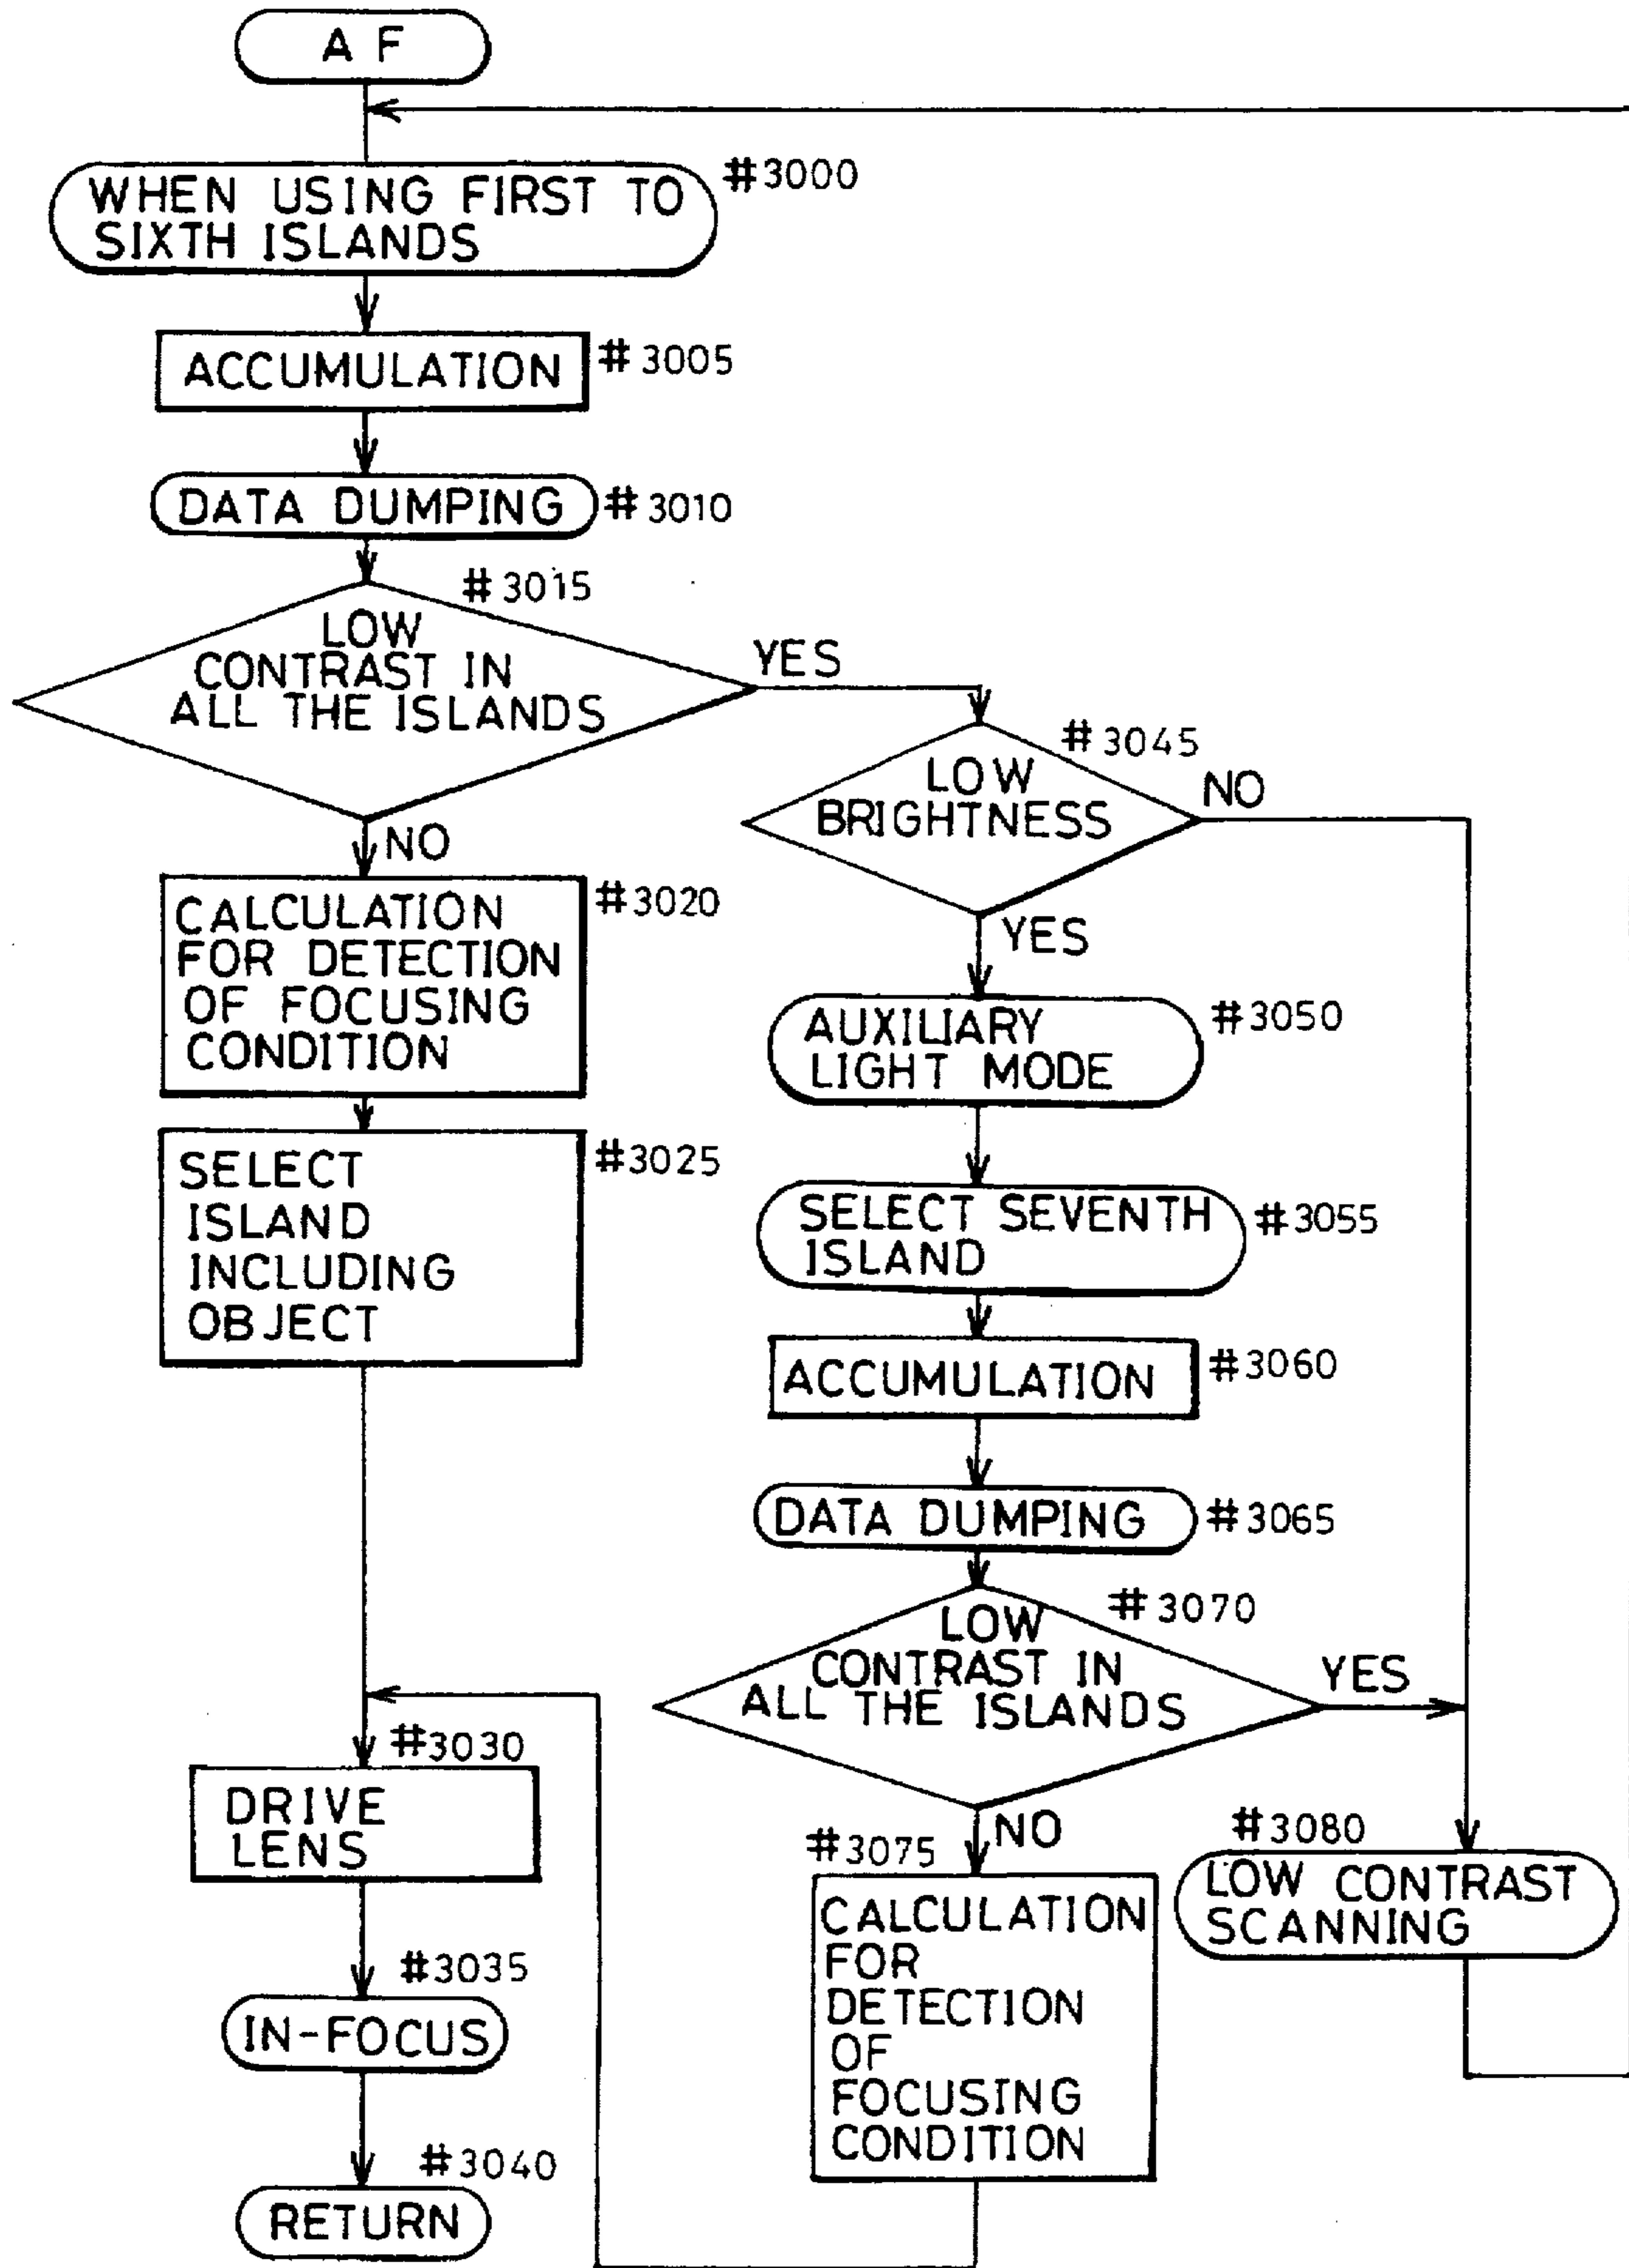 AF
WHEN USING FIRST TO
SIXTH ISLANDS
#3000
ACCUMULATION
#3005
DATA DUMPING
#3010
#3015
LOW
CONTRAST IN
ALL THE ISLANDS
YES
NO
CALCULATION
FOR DETECTION
OF FOCUSING
CONDITION
#3020
SELECT
ISLAND
INCLUDING
OBJECT
#3025
#3030
DRIVE
LENS
#3035
IN-FOCUS
#3040
RETURN
#3045
LOW
BRIGHTNESS
NO
YES
AUXILIARY
LIGHT MODE
#3050
SELECT SEVENTH
ISLAND
#3055
ACCUMULATION
#3060
DATA DUMPING
#3065
#3070
LOW
CONTRAST IN
ALL THE ISLANDS
YES
NO
#3075
CALCULATION
FOR
DETECTION
OF
FOCUSING
CONDITION
#3080
LOW CONTRAST
SCANNING